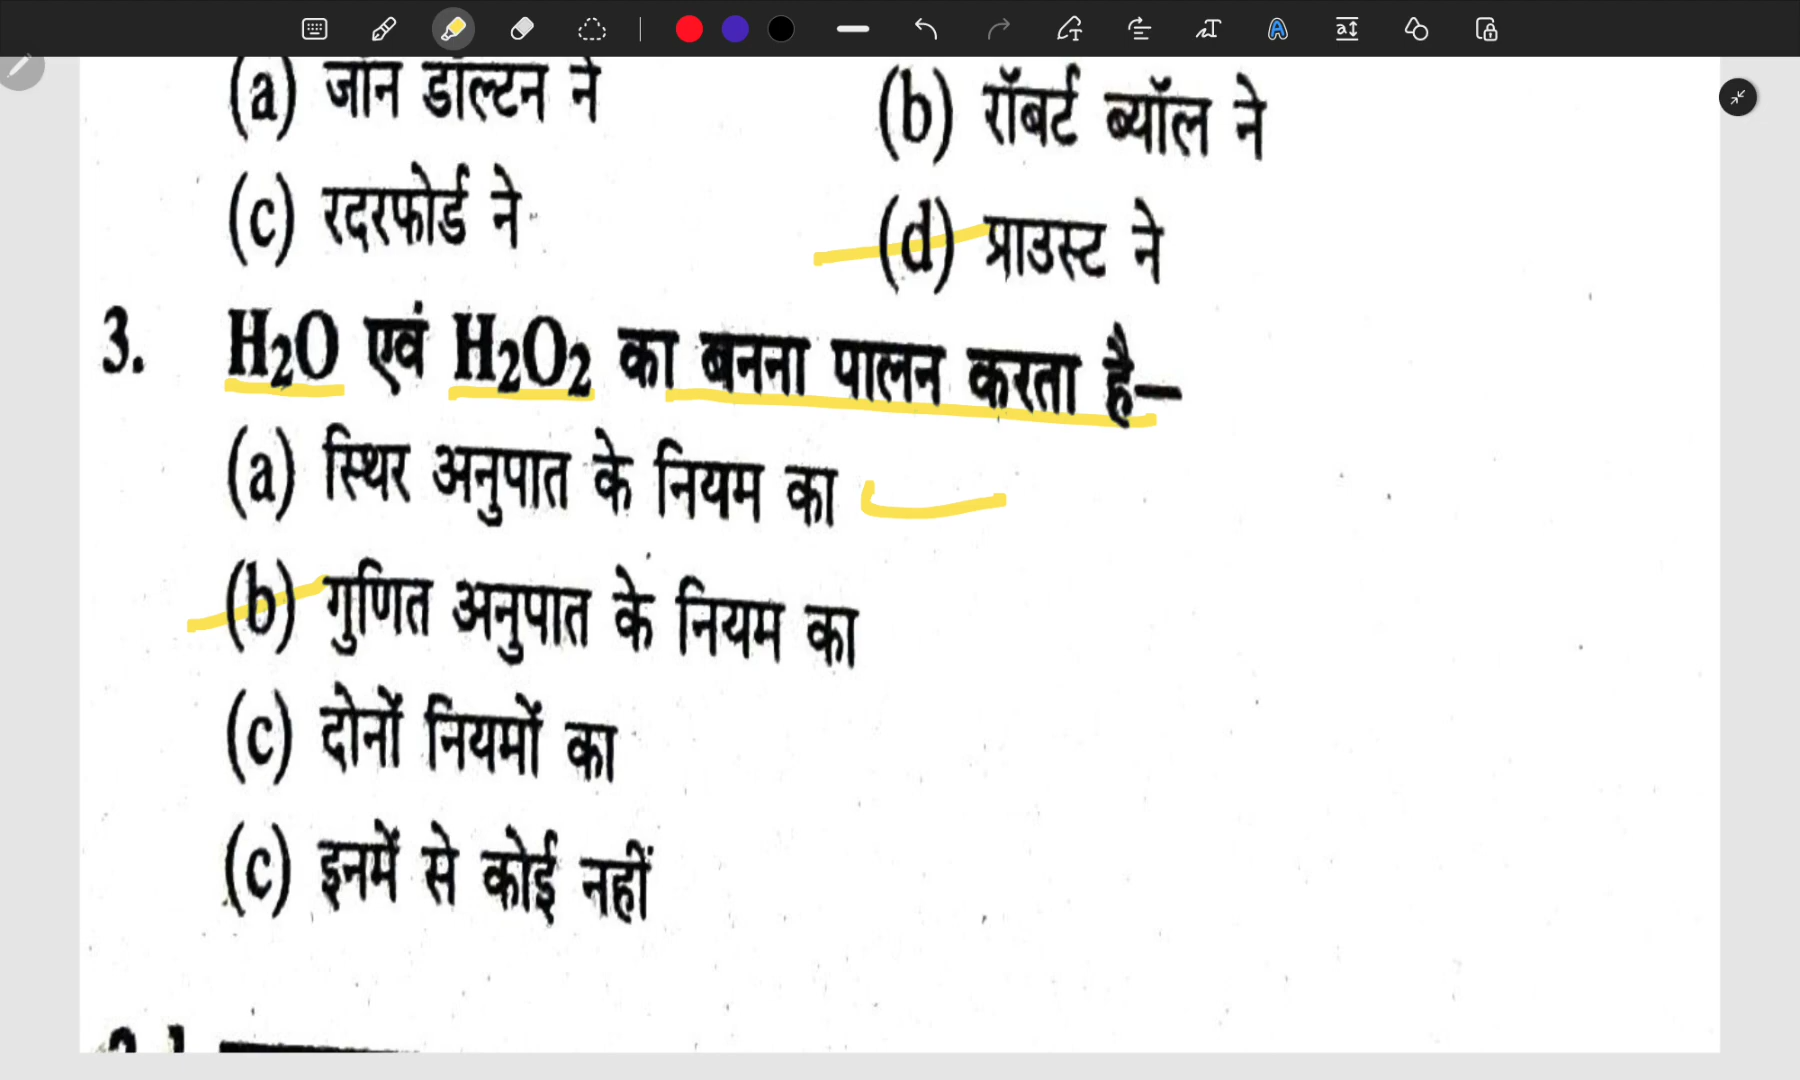 (a) जॉन डॉल्टन ने (b) रॉबर्ट ब्यॉल ने
(c) रदरफोर्ड ने (d) प्राउस्ट ने
3. H₂O एवं H₂O₂ का बनना पालन करता है—
(a) स्थिर अनुपात के नियम का
(b) गुणित अनुपात के नियम का
(c) दोनों नियमों का
(c) इनमें से कोई नहीं